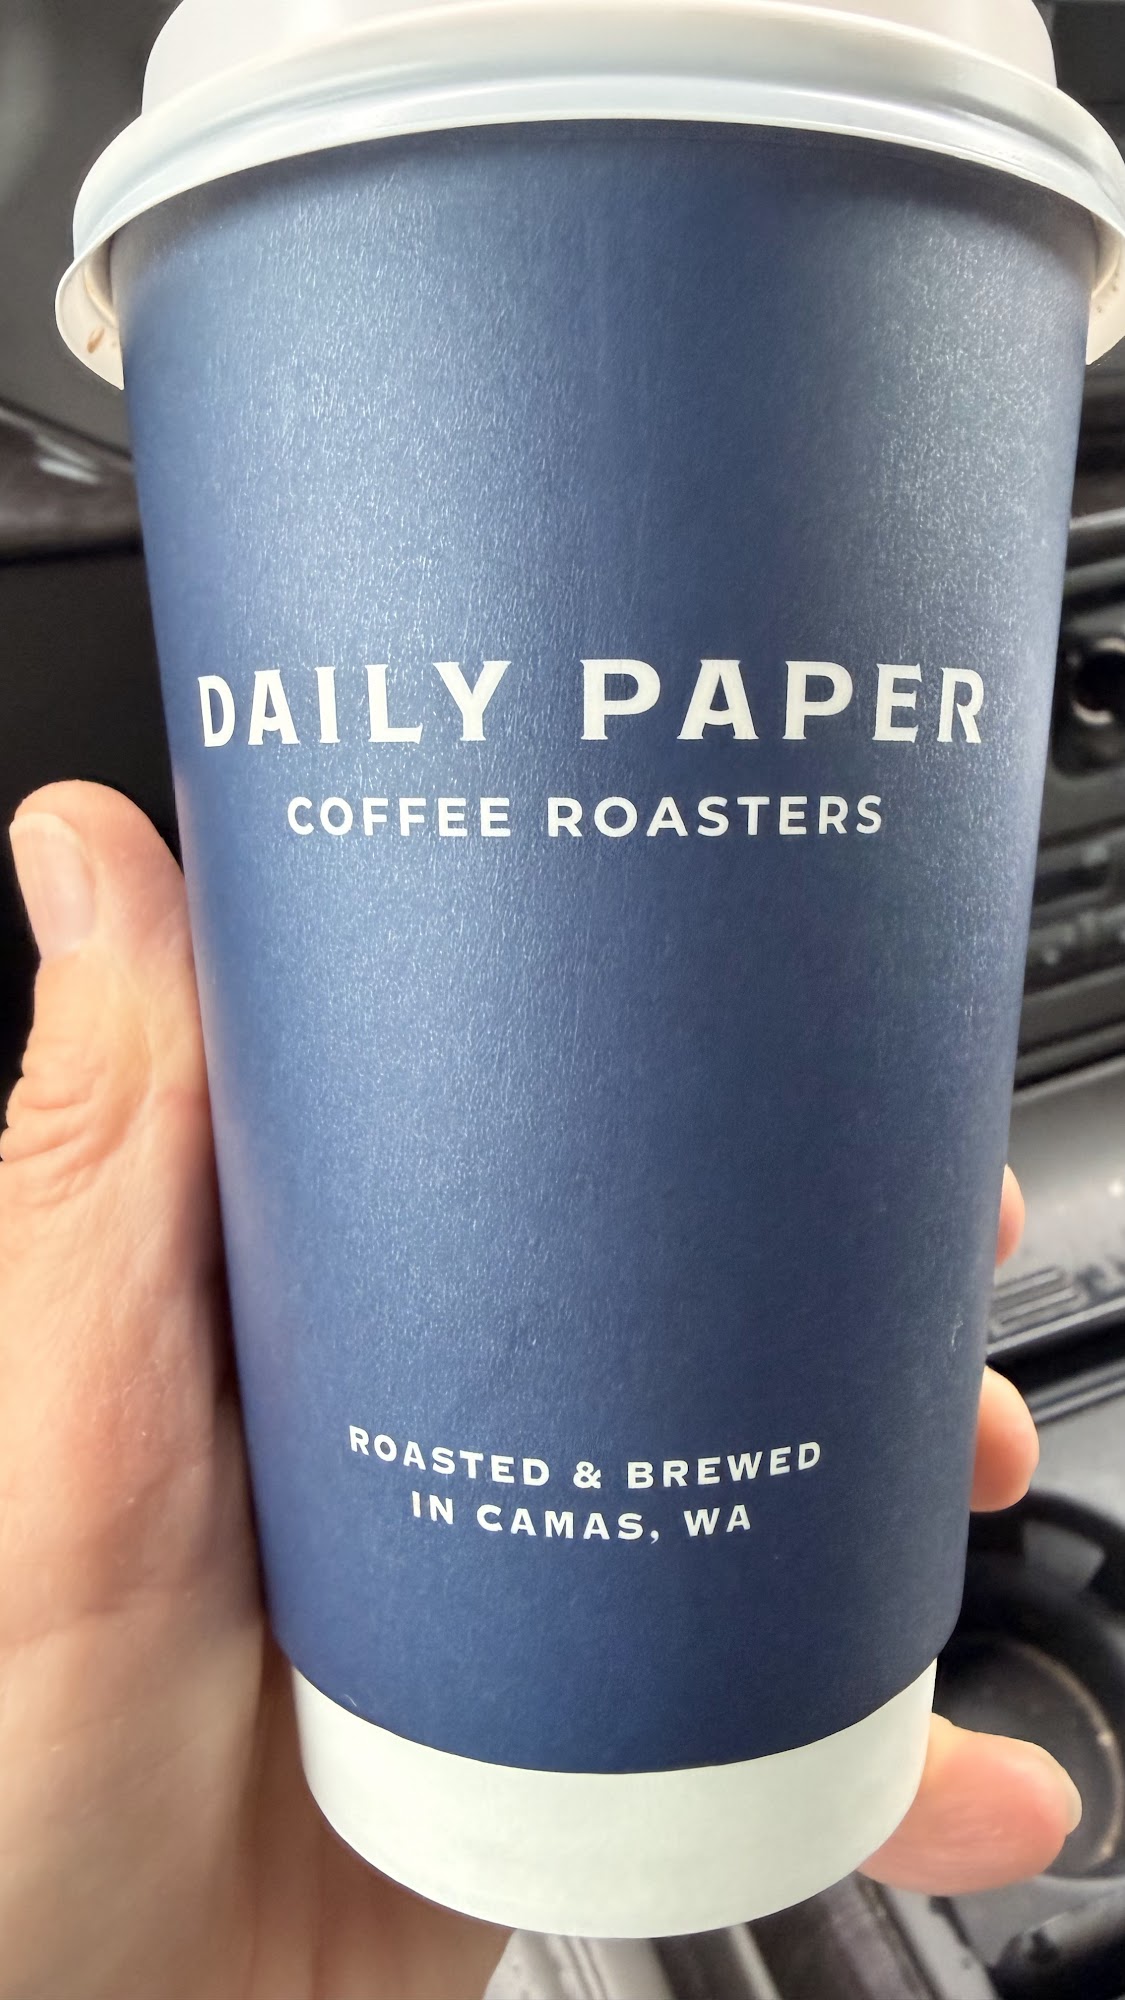 DAILY PAPER
COFFEE ROASTERS
ROASTED & BREWED
IN CAMAS, WA